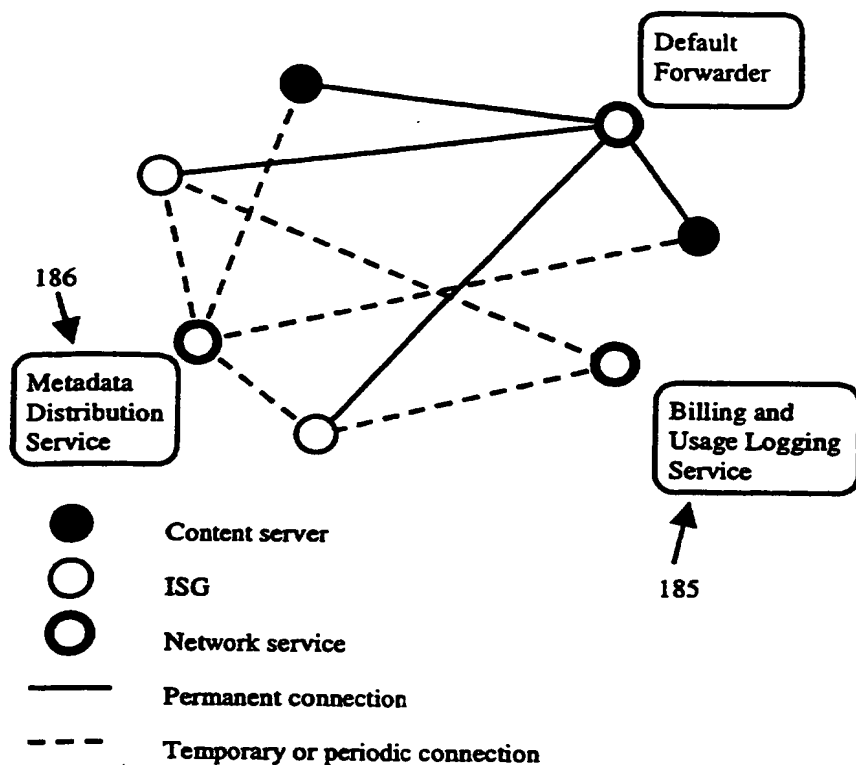 Default
Forwarder
186
Metadada
Distribution
Service
Billing and
Usage Logging
Service
185
Content server
ISG
Network service
Permanent connection
Temporary or periodic connection